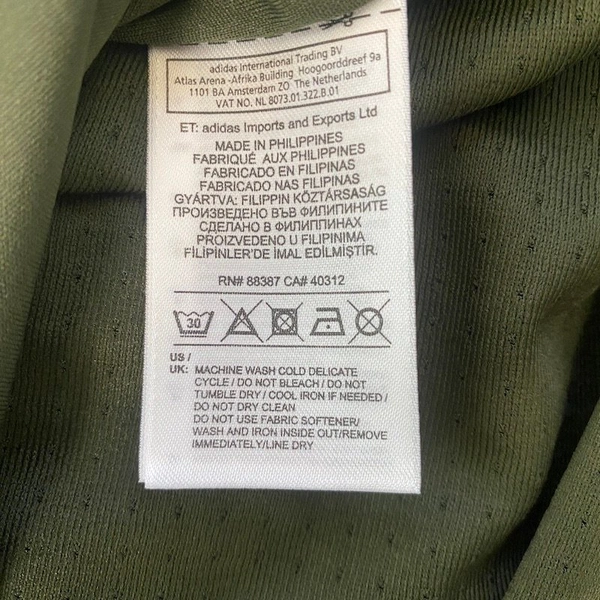 adidas International Trading BV
Atlas Arena -Afrika Building. Hoogoorddreef 9a
1101 BA Amsterdam ZO The Netherlands
VAT NO. NL 8073.01.322.B.01
ET: adidas Imports and Exports Ltd
MADE IN PHILIPPINES
FABRIQUÉ AUX PHILIPPINES
FABRICADO EN FILIPINAS
FABRICADO NAS FILIPINAS
GYÁRTVA: FILIPPIN KÖZTÁRSASÁG
ПРОИЗВЕДЕНО ВЪВ ФИЛИПИНИТЕ
СДЕЛАНО В ФИЛИППИНАХ
PROIZVEDENO U FILIPINIMA
FİLİPİNLER'DE İMAL EDİLMİŞTİR.
RN# 88387 CA# 40312
30
US /
UK: MACHINE WASH COLD DELICATE
CYCLE / DO NOT BLEACH / DO NOT
TUMBLE DRY / COOL IRON IF NEEDED /
DO NOT DRY CLEAN
DO NOT USE FABRIC SOFTENER/
WASH AND IRON INSIDE OUT/REMOVE
IMMEDIATELY/LINE DRY